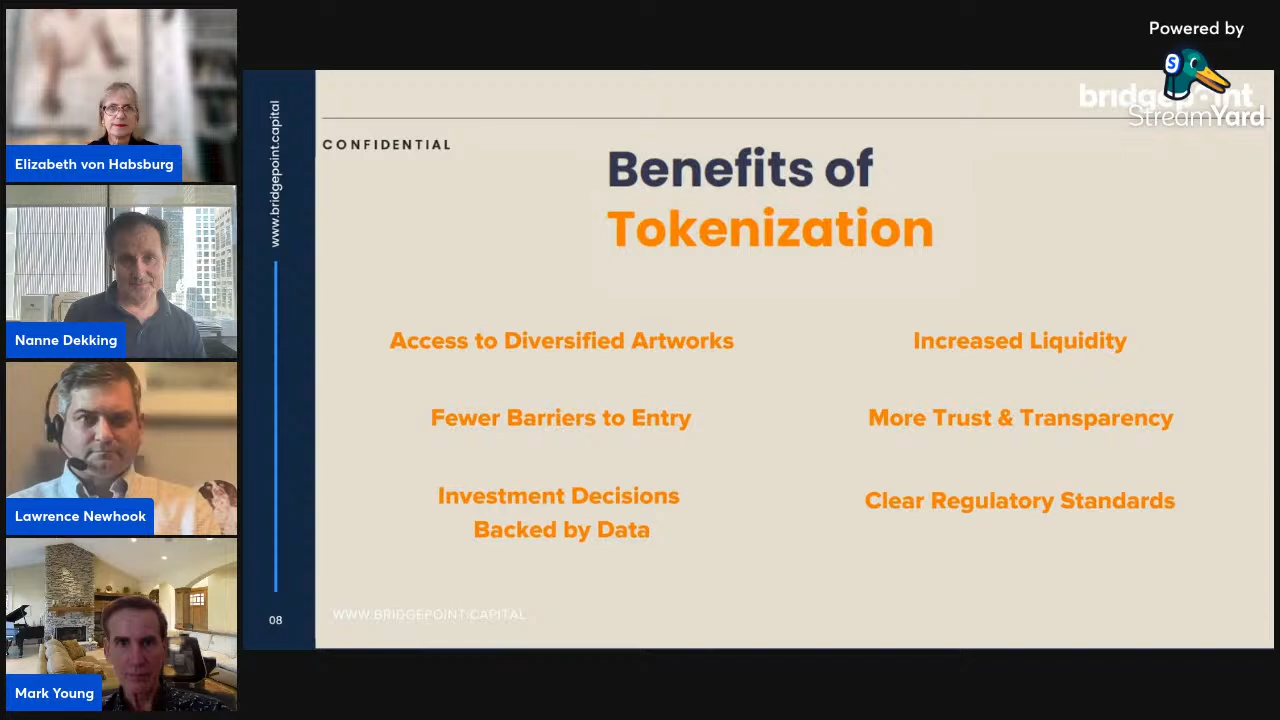 Powered by
StreamYard
Elizabeth von Habsburg
Nanne Dekking
Lawrence Newhook
Mark Young
www.bridgepoint.capital
08
bridgepoint
CONFIDENTIAL
Benefits of
Tokenization
Access to Diversified Artworks
Increased Liquidity
Fewer Barriers to Entry
More Trust & Transparency
Investment Decisions
Backed by Data
Clear Regulatory Standards
WWW.BRIDGEPOINT.CAPITAL